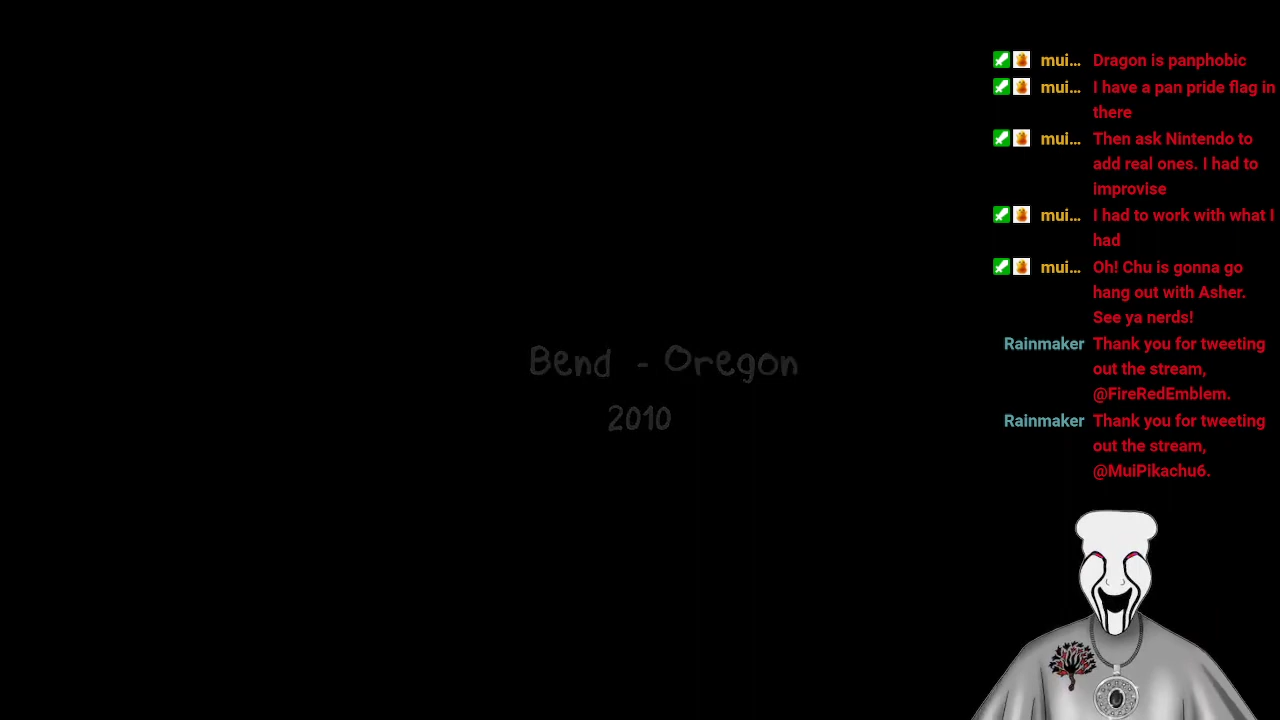 mui... Dragon is panphobic
mui... I have a pan pride flag in
there
mui... Then ask Nintendo to
add real ones. I had to
improvise
mui... I had to work with what I
had
mui... Oh! Chu is gonna go
hang out with Asher.
See ya nerds!
Rainmaker Thank you for tweeting
out the stream,
@FireRedEmblem.
Rainmaker Thank you for tweeting
out the stream,
@MuiPikachu6.
Bend - Oregon
2010